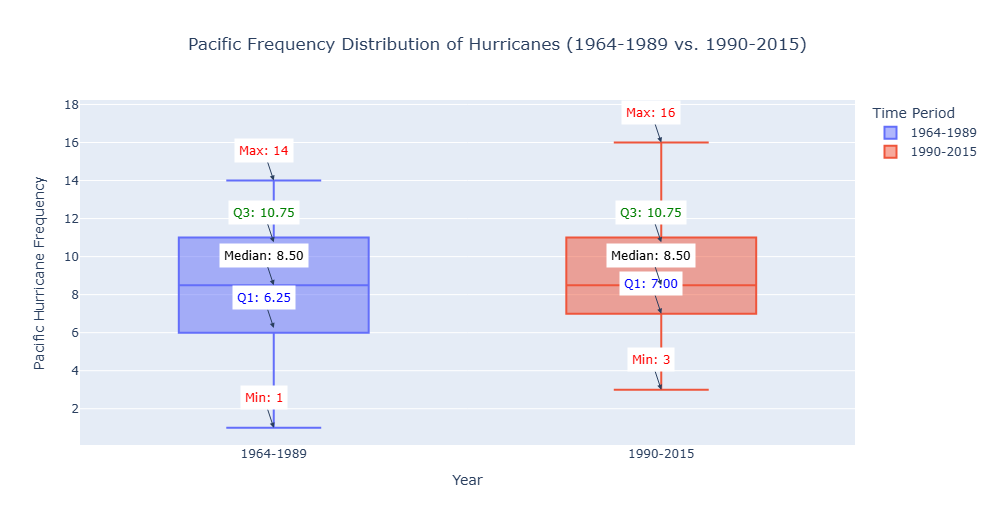 Pacific Frequency Distribution of Hurricanes (1964-1989 vs. 1990-2015)
Time Period
1964-1989
1990-2015
Pacific Hurricane Frequency
18
16
14
12
10
8
6
4
2
Max: 14
Q3: 10.75
Median: 8.50
Q1: 6.25
Min: 1
Max: 16
Q3: 10.75
Median: 8.50
Q1: 7.00
Min: 3
1964-1989
1990-2015
Year